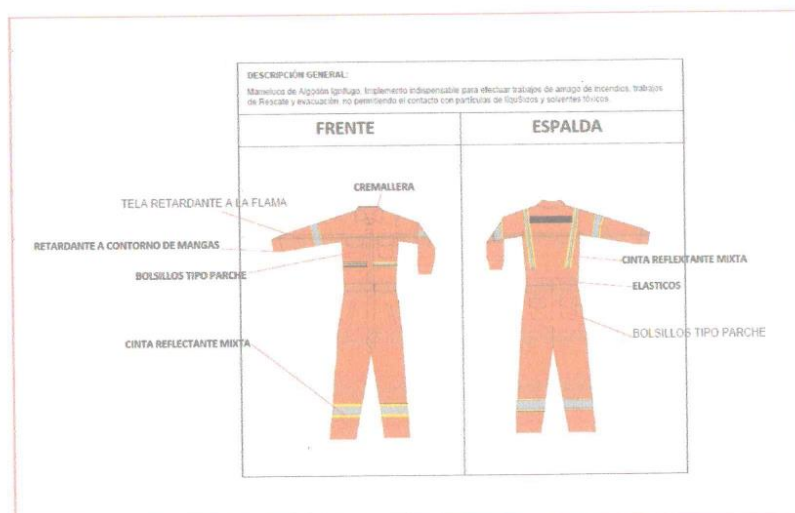 DESCRIPCIÓN GENERAL:
Mameluco de Algodón Ignífugo, Implemento indispensable para efectuar trabajos de amago de incendios, trabajos
de Rescate y evacuación, no permitiendo el contacto con partículas de líquidos y solventes tóxicos.
FRENTE
ESPALDA
CREMALLERA
TELA RETARDANTE A LA FLAMA
RETARDANTE A CONTORNO DE MANGAS
BOLSILLOS TIPO PARCHE
CINTA REFLECTANTE MIXTA
CINTA REFLEXTANTE MIXTA
ELASTICOS
BOLSILLOS TIPO PARCHE